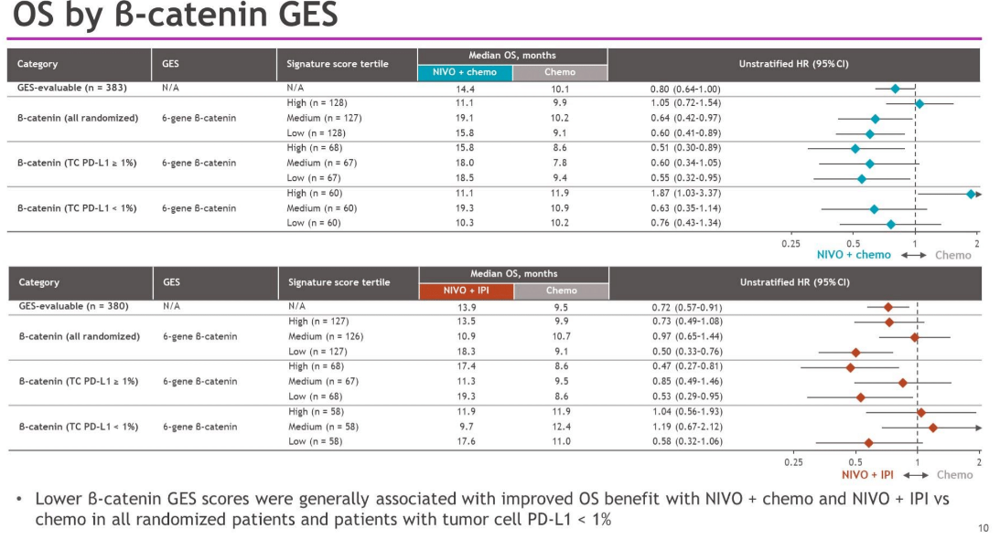 OS by ß-catenin GES
Category GES Signature score tertile Median OS, months Unstratified HR (95% CI)
NIVO + chemo Chemo
GES-evaluable (n = 383) N/A N/A 14.4 10.1 0.80 (0.64-1.00)
High (n = 128) 11.1 9.9 1.05 (0.72-1.54)
ß-catenin (all randomized) 6-gene ß-catenin Medium (n = 127) 19.1 10.2 0.64 (0.42-0.97)
Low (n = 128) 15.8 9.1 0.60 (0.41-0.89)
High (n = 68) 15.8 8.6 0.51 (0.30-0.89)
ß-catenin (TC PD-L1 ≥ 1%) 6-gene ß-catenin Medium (n = 67) 18.0 7.8 0.60 (0.34-1.05)
Low (n = 67) 18.5 9.4 0.55 (0.32-0.95)
High (n = 60) 11.1 11.9 1.87 (1.03-3.37)
ß-catenin (TC PD-L1 < 1%) 6-gene ß-catenin Medium (n = 60) 19.3 10.9 0.63 (0.35-1.14)
Low (n = 60) 10.3 10.2 0.76 (0.43-1.34)
0.25 0.5 1 2
NIVO + chemo Chemo
Category GES Signature score tertile Median OS, months Unstratified HR (95% CI)
NIVO + IPI Chemo
GES-evaluable (n = 380) N/A N/A 13.9 9.5 0.72 (0.57-0.91)
High (n = 127) 13.5 9.9 0.73 (0.49-1.08)
ß-catenin (all randomized) 6-gene ß-catenin Medium (n = 126) 10.9 10.7 0.97 (0.65-1.44)
Low (n = 127) 18.3 9.1 0.50 (0.33-0.76)
High (n = 68) 17.4 8.6 0.47 (0.27-0.81)
ß-catenin (TC PD-L1 ≥ 1%) 6-gene ß-catenin Medium (n = 67) 11.3 9.5 0.85 (0.49-1.46)
Low (n = 68) 19.3 8.6 0.53 (0.29-0.95)
High (n = 58) 11.9 11.9 1.04 (0.56-1.93)
ß-catenin (TC PD-L1 < 1%) 6-gene ß-catenin Medium (n = 58) 9.7 12.4 1.19 (0.67-2.12)
Low (n = 58) 17.6 11.0 0.58 (0.32-1.06)
0.25 0.5 1 2
NIVO + IPI Chemo
• Lower ß-catenin GES scores were generally associated with improved OS benefit with NIVO + chemo and NIVO + IPI vs
chemo in all randomized patients and patients with tumor cell PD-L1 < 1%
10